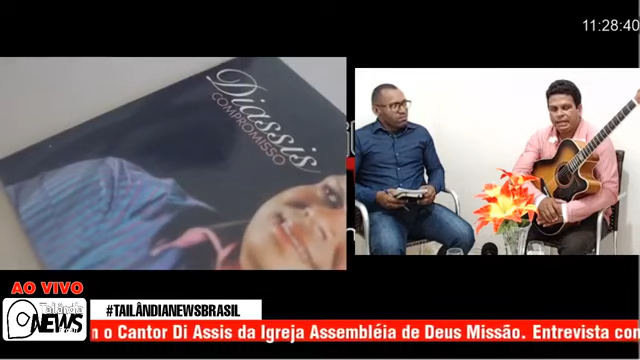 11:28:40
Diassis
COMPROMISSO
AO VIVO
Tailândia
NEWS
#TAILÂNDIANEWSBRASIL
n o Cantor Di Assis da Igreja Assembléia de Deus Missão. Entrevista con